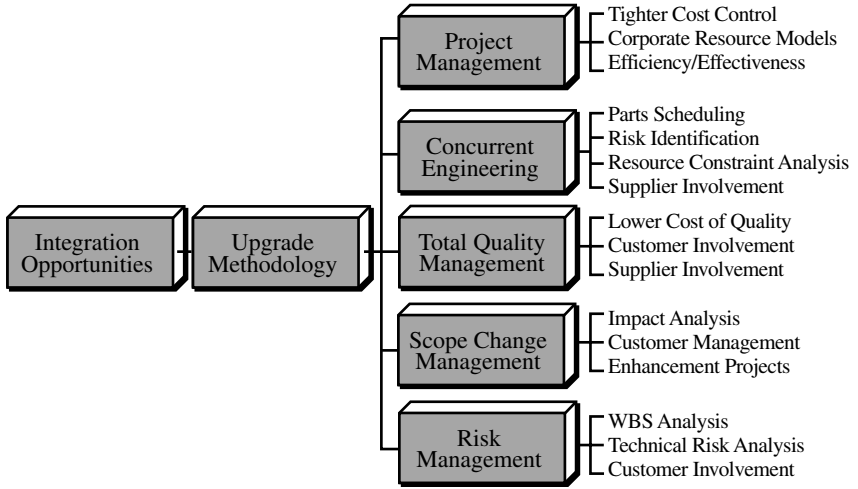 Integration
Opportunities
Upgrade
Methodology
Project
Management
Tighter Cost Control
Corporate Resource Models
Efficiency/Effectiveness
Concurrent
Engineering
Parts Scheduling
Risk Identification
Resource Constraint Analysis
Supplier Involvement
Total Quality
Management
Lower Cost of Quality
Customer Involvement
Supplier Involvement
Scope Change
Management
Impact Analysis
Customer Management
Enhancement Projects
Risk
Management
WBS Analysis
Technical Risk Analysis
Customer Involvement